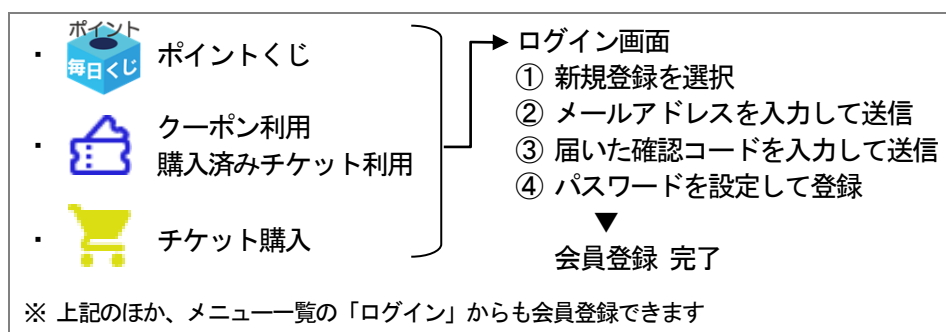 ポイント
毎日くじ
・ ポイントくじ
・ クーポン利用
購入済みチケット利用
・ チケット購入
ログイン画面
① 新規登録を選択
② メールアドレスを入力して送信
③ 届いた確認コードを入力して送信
④ パスワードを設定して登録
▼
会員登録 完了
※ 上記のほか、メニュー一覧の「ログイン」からも会員登録できます